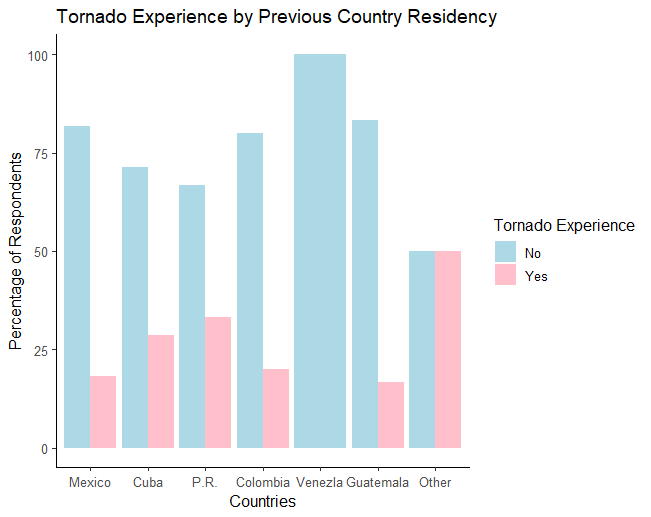 Tornado Experience by Previous Country Residency
Percentage of Respondents
100
75
50
25
0
Mexico Cuba P.R. Colombia Venezla Guatemala Other
Countries
Tornado Experience
No
Yes